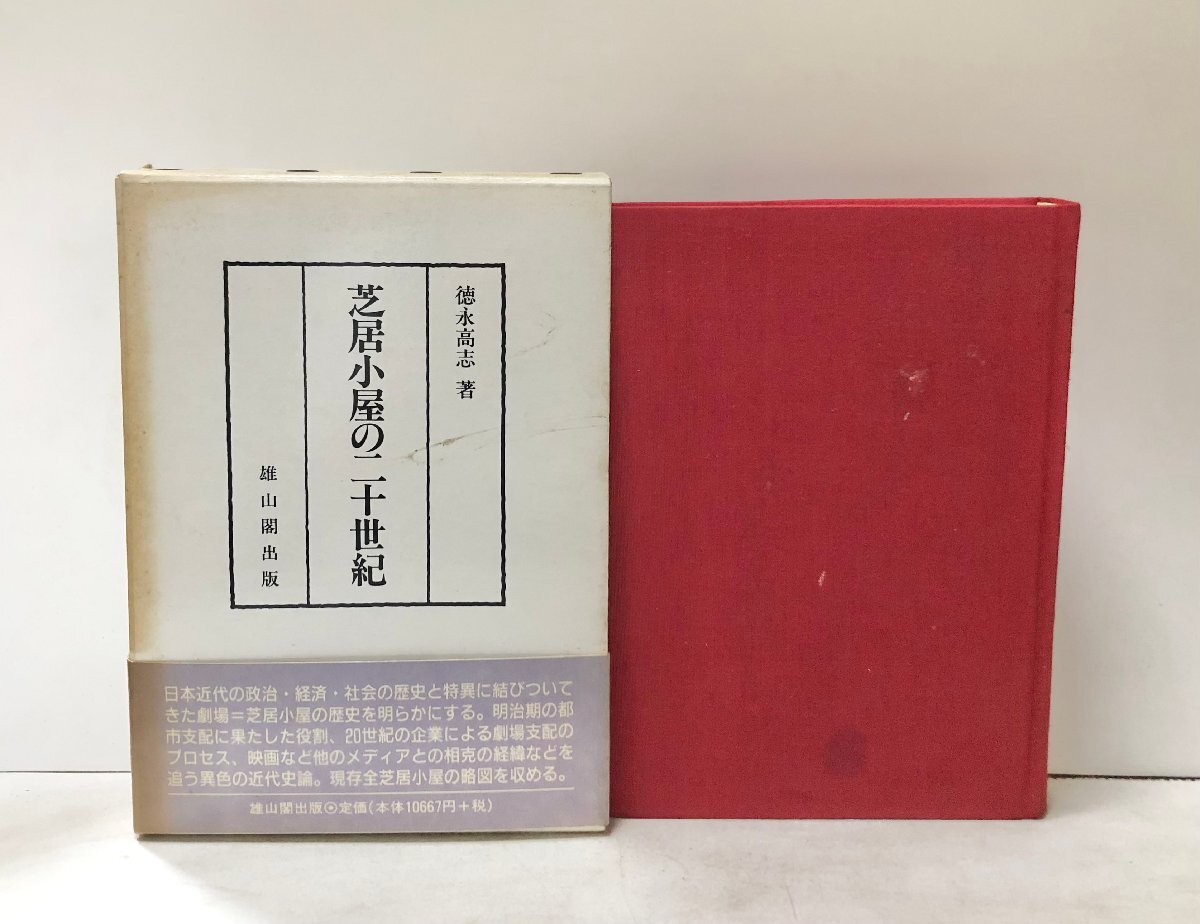 徳永高志 著
芝居小屋の二十世紀
雄山閣出版
日本近代の政治・経済・社会の歴史と特異に結びついて
きた劇場＝芝居小屋の歴史を明らかにする。明治期の都
市支配に果たした役割、20世紀の企業による劇場支配の
プロセス、映画など他のメディアとの相克の経緯などを
追う異色の近代史論。現存全芝居小屋の略図を収める。
雄山閣出版◉定価(本体10667円＋税)